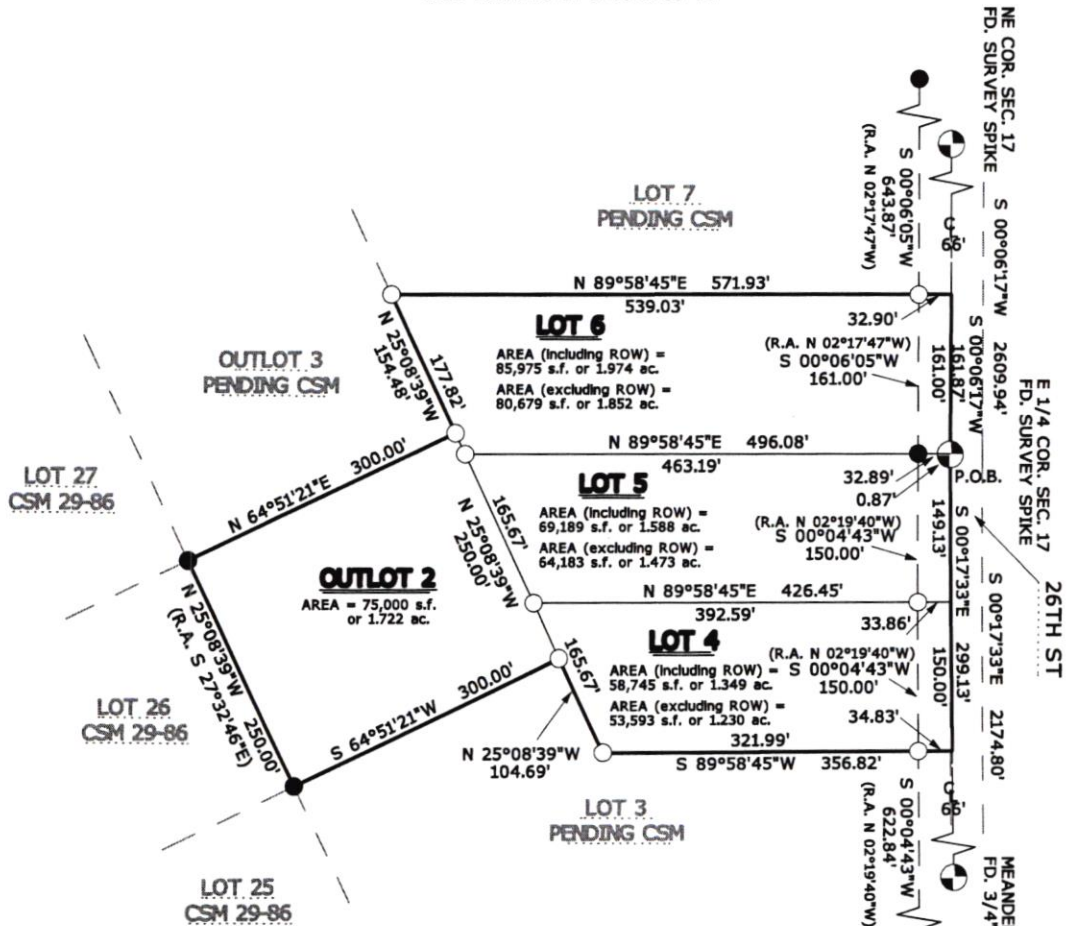 NE COR. SEC. 17
FD. SURVEY SPIKE
S 00°06'17"W 2609.94'
S 00°06'05"W
643.87'
(R.A. N 02°17'47"W)
LOT 7
PENDING CSM
N 89°58'45"E 571.93'
539.03'
32.90'
LOT 6
AREA (including ROW) =
85,975 s.f. or 1.974 ac.
AREA (excluding ROW) =
80,679 s.f. or 1.852 ac.
(R.A. N 02°17'47"W)
S 00°06'05"W
161.00'
161.00'
161.87'
S 00°06'17"W
E 1/4 COR. SEC. 17
FD. SURVEY SPIKE
OUTLOT 3
PENDING CSM
177.82'
N 25°08'39"W
154.48'
N 89°58'45"E 496.08'
463.19'
32.89'
0.87'
P.O.B.
LOT 27
CSM 29-86
N 64°51'21"E 300.00'
LOT 5
AREA (including ROW) =
69,189 s.f. or 1.588 ac.
AREA (excluding ROW) =
64,183 s.f. or 1.473 ac.
165.67'
N 25°08'39"W
250.00'
(R.A. N 02°19'40"W)
S 00°04'43"W
150.00'
149.13'
S 00°17'33"E 299.13'
26TH ST
OUTLOT 2
AREA = 75,000 s.f.
or 1.722 ac.
N 89°58'45"E 426.45'
392.59'
33.86'
N 25°08'39"W 250.00'
(R.A. S 27°32'46"E)
LOT 4
AREA (including ROW) =
58,745 s.f. or 1.349 ac.
AREA (excluding ROW) =
53,593 s.f. or 1.230 ac.
(R.A. N 02°19'40"W)
S 00°04'43"W
150.00'
150.00'
S 00°17'33"E 2174.80'
165.67'
LOT 26
CSM 29-86
S 64°51'21"W 300.00'
N 25°08'39"W
104.69'
34.83'
321.99'
S 89°58'45"W 356.82'
LOT 3
PENDING CSM
S 00°04'43"W
622.84'
(R.A. N 02°19'40"W)
FD. 3/4"
LOT 25
CSM 29-86